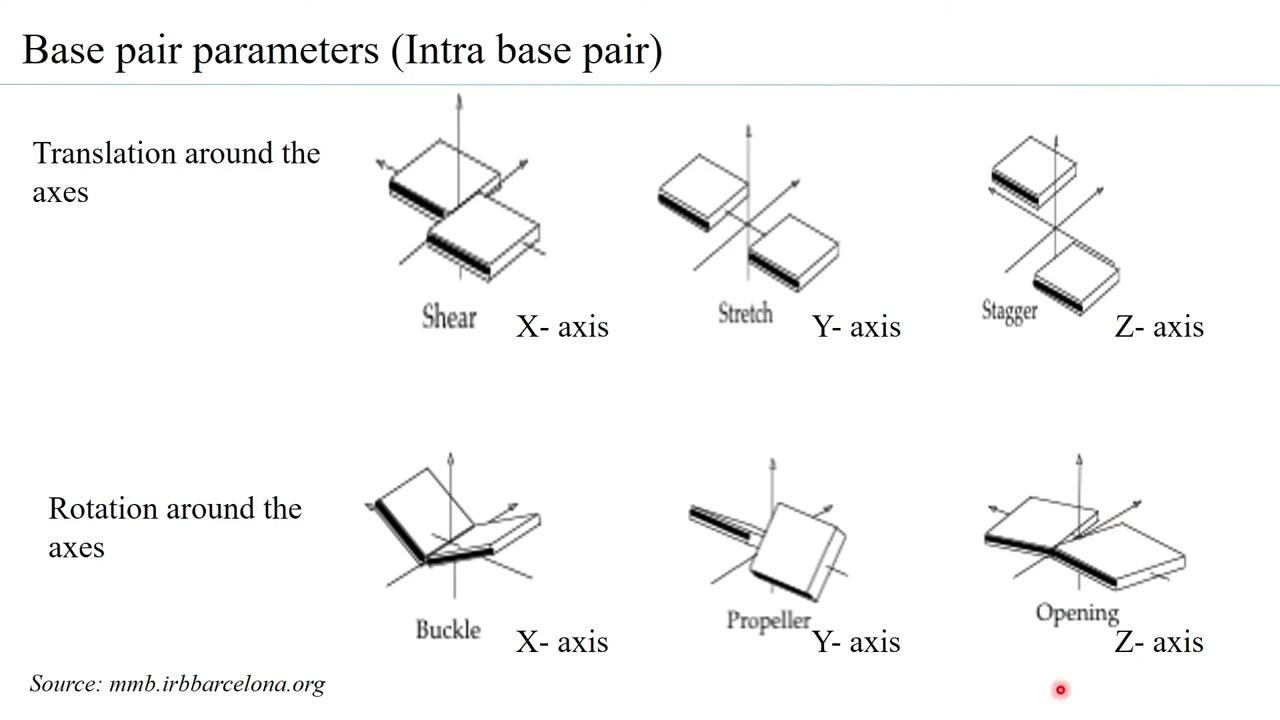 Base pair parameters (Intra base pair)
Translation around the
axes
Shear
X- axis
Stretch
Y- axis
Stagger
Z- axis
Rotation around the
axes
Buckle
X- axis
Propeller
Y- axis
Opening
Z- axis
Source: mmb.irbbarcelona.org